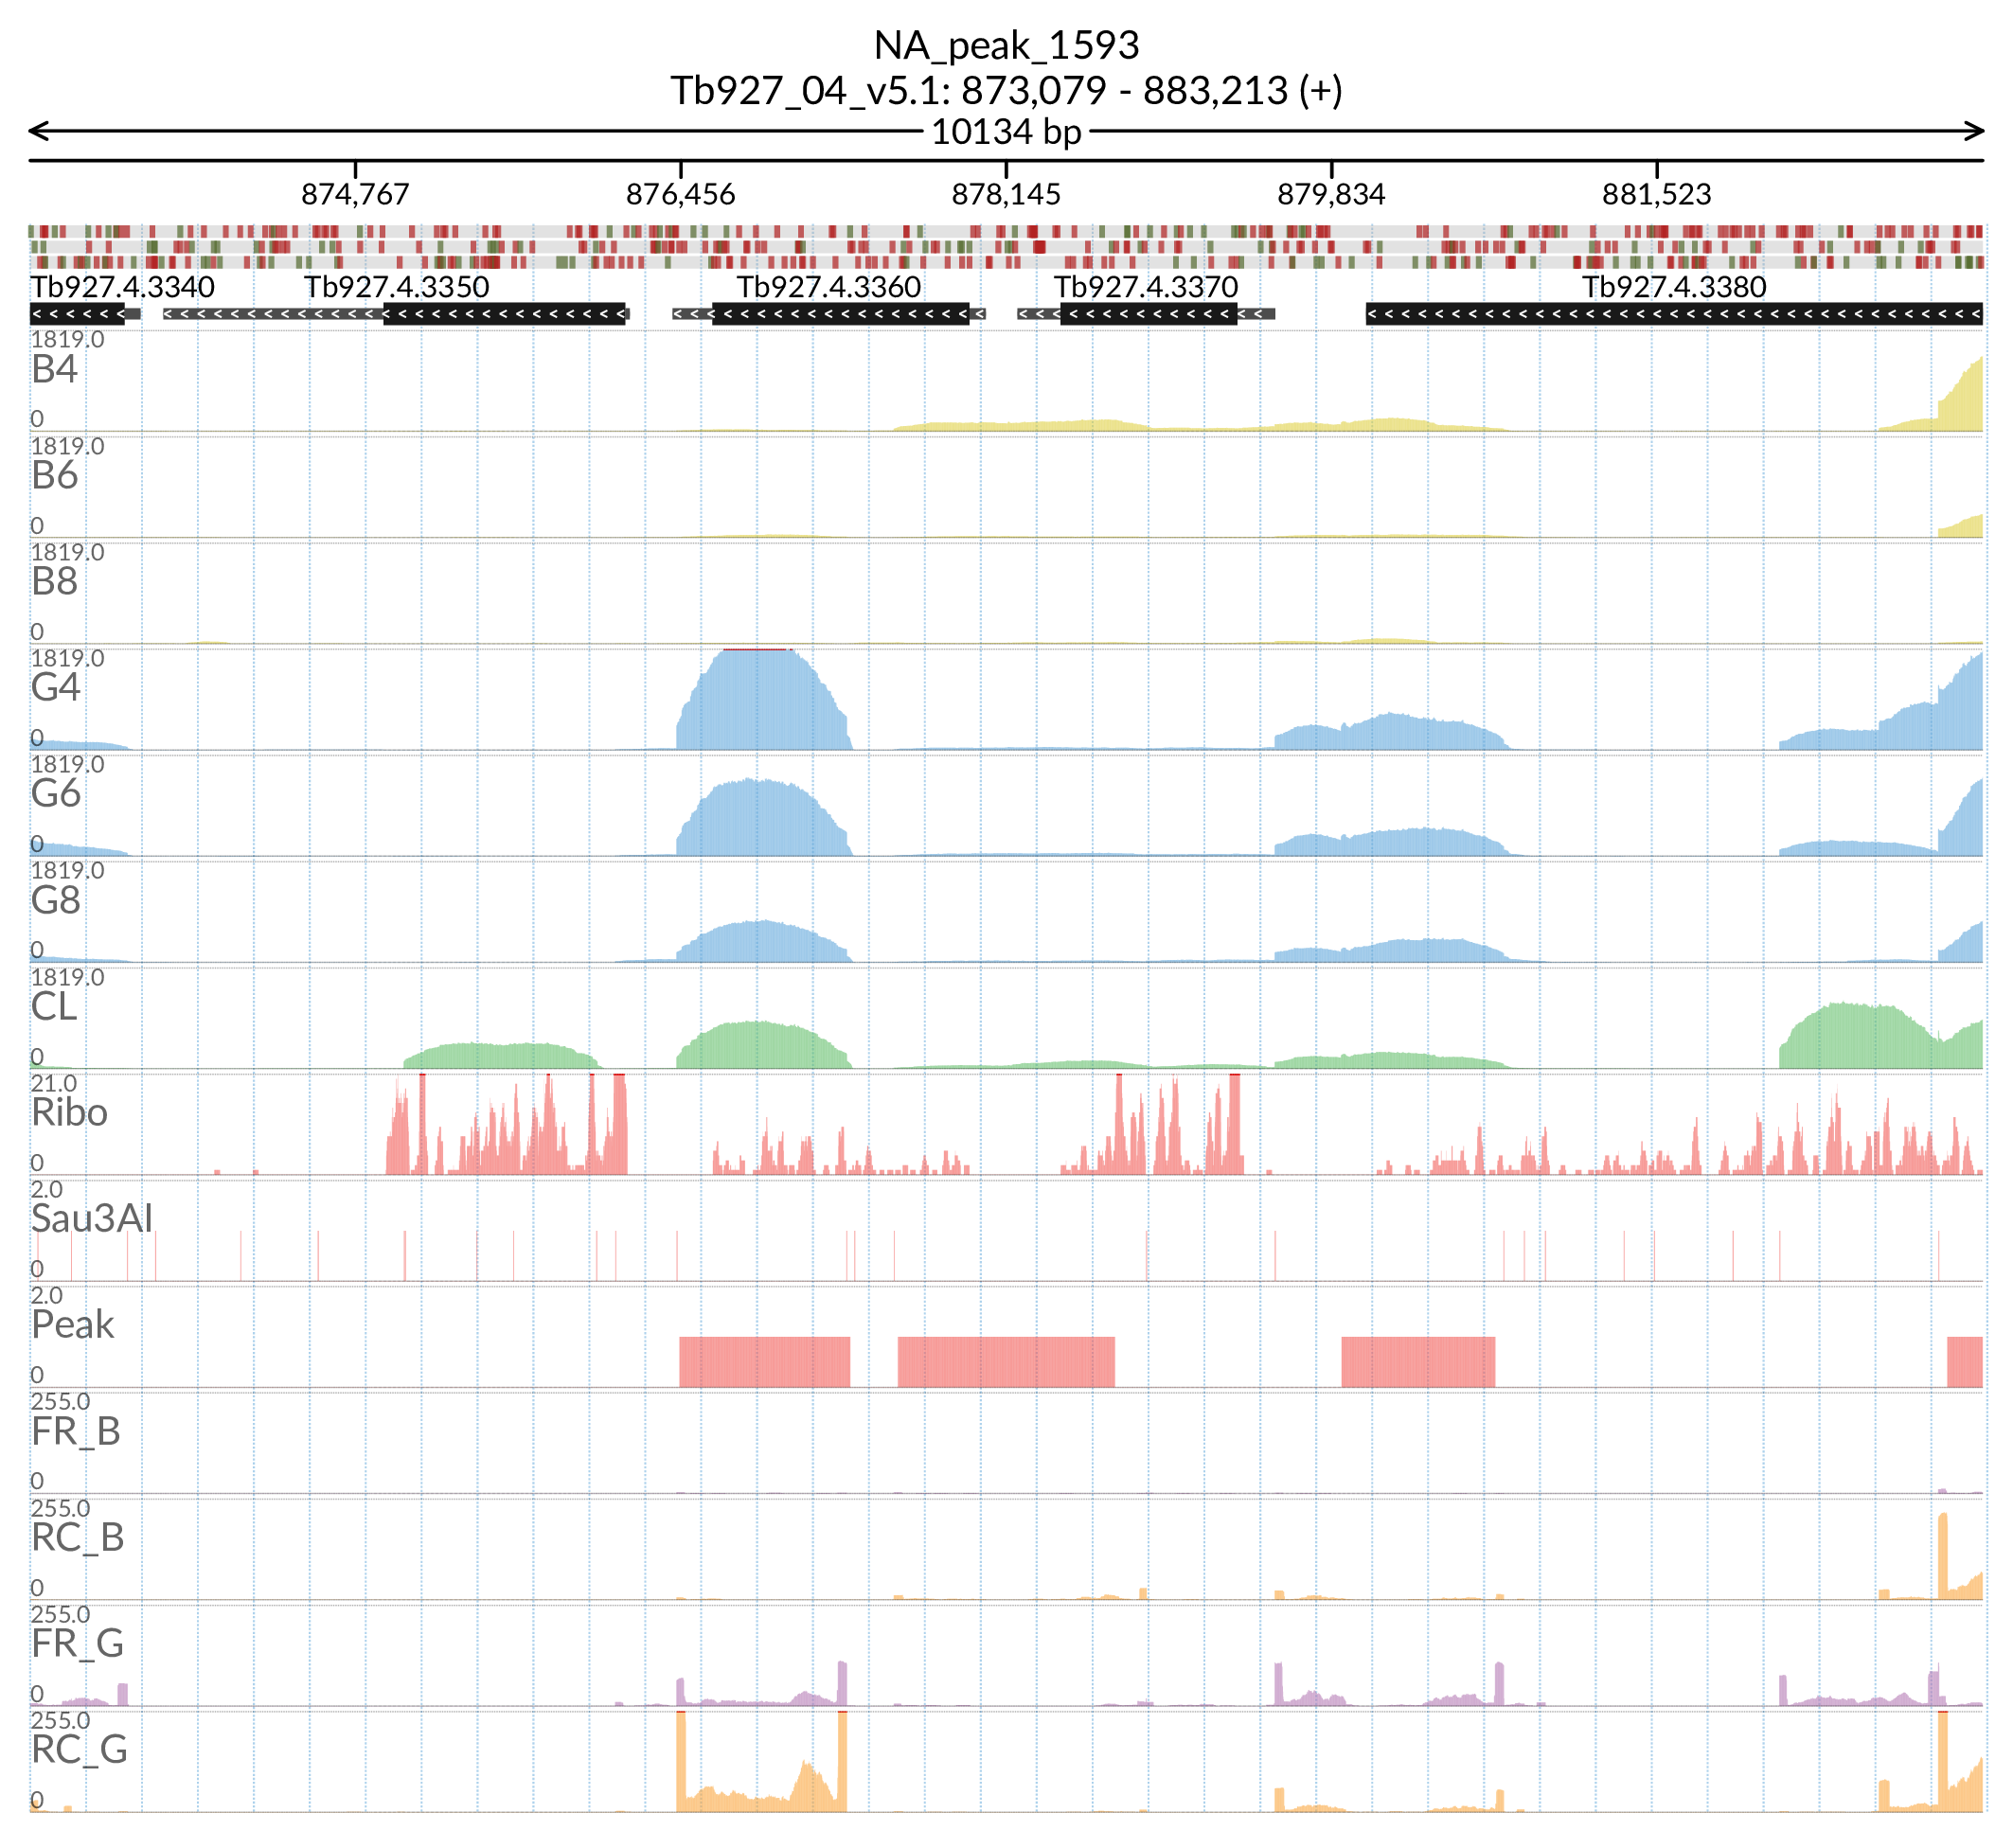 NA_peak_1593
Tb927_04_v5.1: 873,079 - 883,213 (+)
10134 bp
874,767 876,456 878,145 879,834 881,523
Tb927.4.3340 Tb927.4.3350 Tb927.4.3360 Tb927.4.3370 Tb927.4.3380
1819.0
B4
0
1819.0
B6
0
1819.0
B8
0
1819.0
G4
0
1819.0
G6
0
1819.0
G8
0
1819.0
CL
0
21.0
Ribo
0
2.0
Sau3AI
0
2.0
Peak
0
255.0
FR_B
0
255.0
RC_B
0
255.0
FR_G
0
255.0
RC_G
0